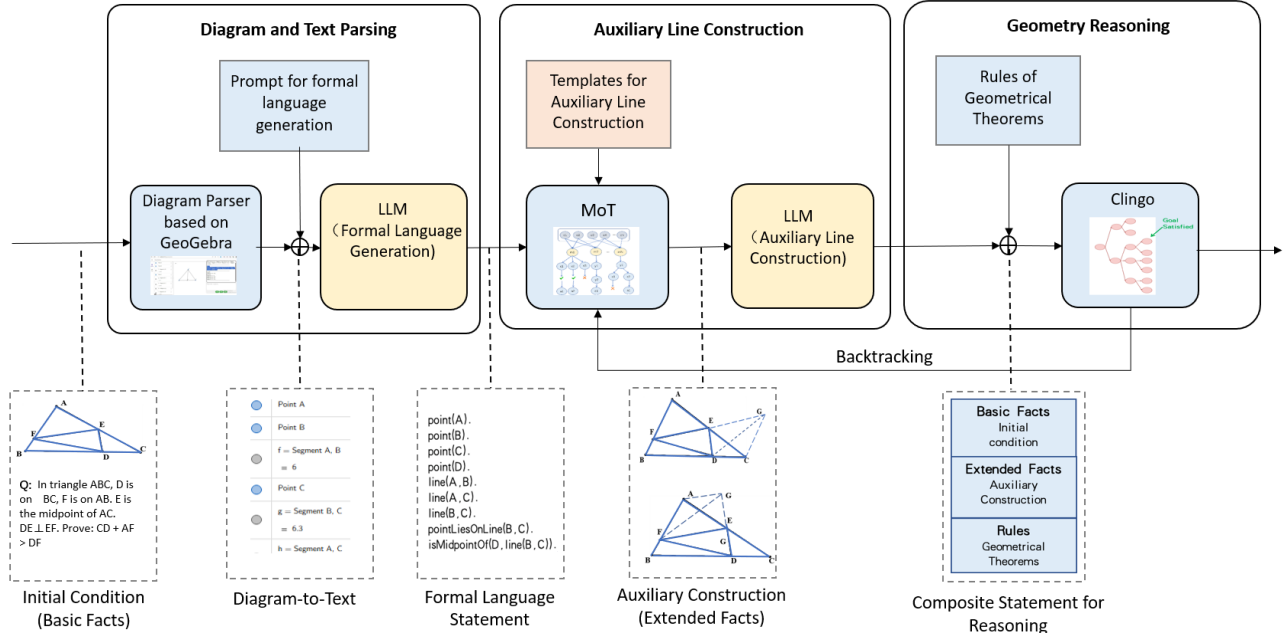 Diagram and Text Parsing
Prompt for formal
language
generation
Diagram Parser
based on
GeoGebra
LLM
(Formal Language
Generation)
Auxiliary Line Construction
Templates for
Auxiliary Line
Construction
MoT
LLM
(Auxiliary Line
Construction)
Geometry Reasoning
Rules of
Geometrical
Theorems
Clingo
Goal
Satisfied
Backtracking
A
F
E
B
D
C
Q: In triangle ABC, D is
on BC, F is on AB. E is
the midpoint of AC.
DE⊥EF. Prove: CD + AF
> DF
Initial Condition
(Basic Facts)
Point A
Point B
f = Segment A, B
= 6
Point C
g = Segment B, C
= 6.3
h = Segment A, C
Diagram-to-Text
point(A).
point(B).
point(C).
point(D).
line(A,B).
line(A,C).
line(B,C).
pointLiesOnLine(B,C).
isMidpointOf(D, line(B,C)).
Formal Language
Statement
A
G
E
F
B
D
C
A
G
F
E
B
D
C
Auxiliary Construction
(Extended Facts)
Basic Facts
Initial
condition
Extended Facts
Auxiliary
Construction
Rules
Geometrical
Theorems
Composite Statement for
Reasoning